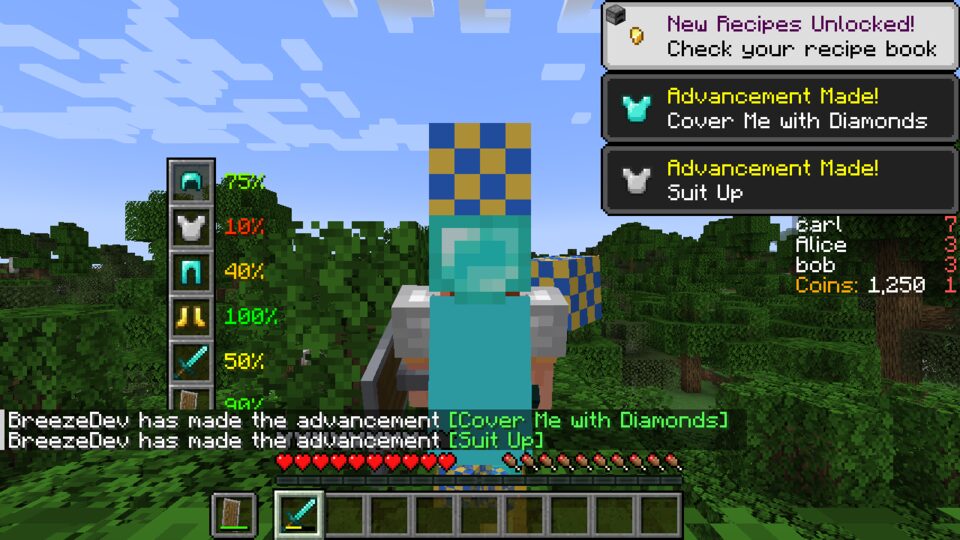 New Recipes Unlocked!
Check your recipe book
Advancement Made!
Cover Me with Diamonds
Advancement Made!
Suit Up
75%
10%
40%
100%
50%
90%
carl 7
Alice 3
bob 3
Coins: 1,250 1
BreezeDev has made the advancement [Cover Me with Diamonds]
BreezeDev has made the advancement [Suit Up]